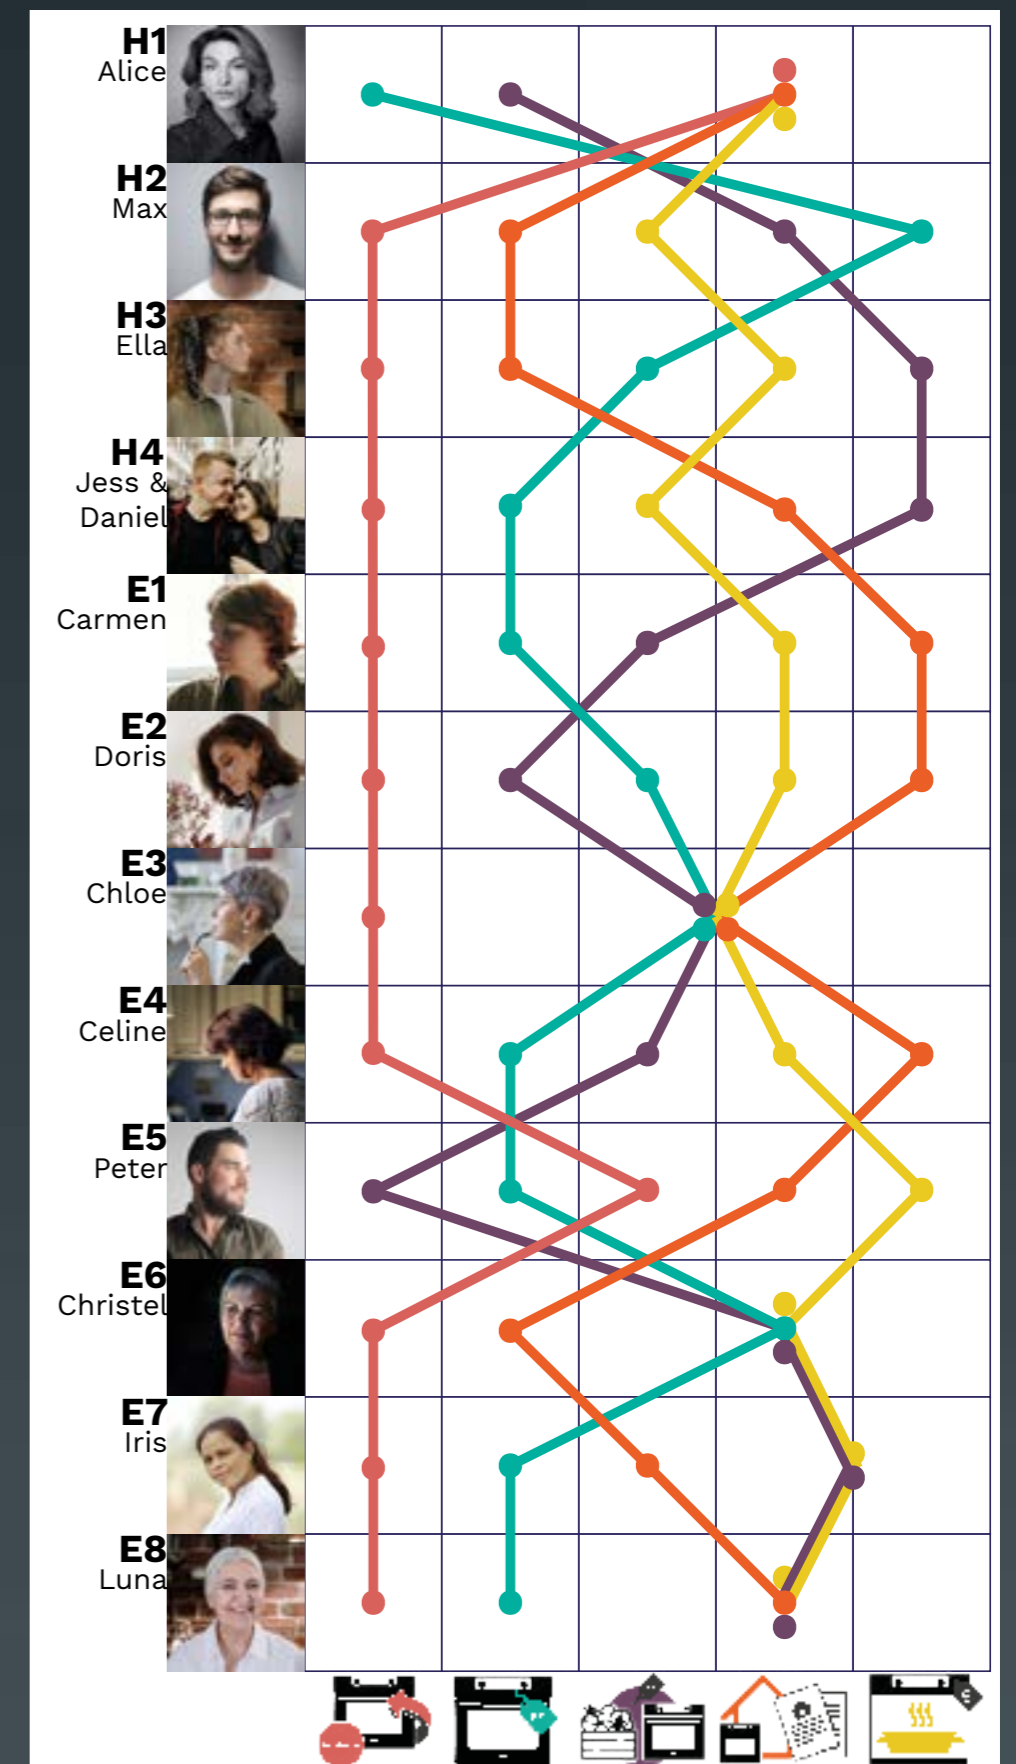 H1
Alice
H2
Max
H3
Ella
H4
Jess &
Daniel
E1
Carmen
E2
Doris
E3
Chloe
E4
Celine
E5
Peter
E6
Christel
E7
Iris
E8
Luna